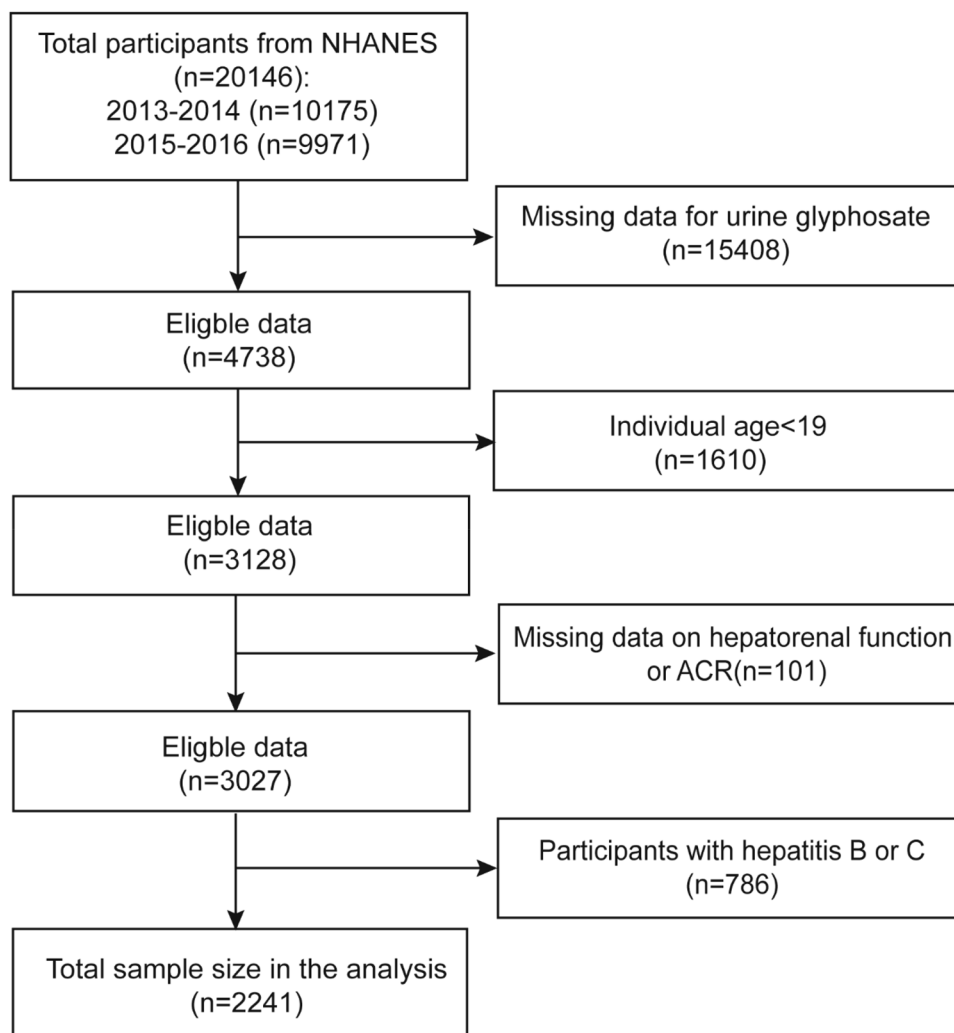 Total participants from NHANES
(n=20146):
2013-2014 (n=10175)
2015-2016 (n=9971)
Missing data for urine glyphosate
(n=15408)
Eligble data
(n=4738)
Individual age<19
(n=1610)
Eligble data
(n=3128)
Missing data on hepatorenal function
or ACR(n=101)
Eligble data
(n=3027)
Participants with hepatitis B or C
(n=786)
Total sample size in the analysis
(n=2241)